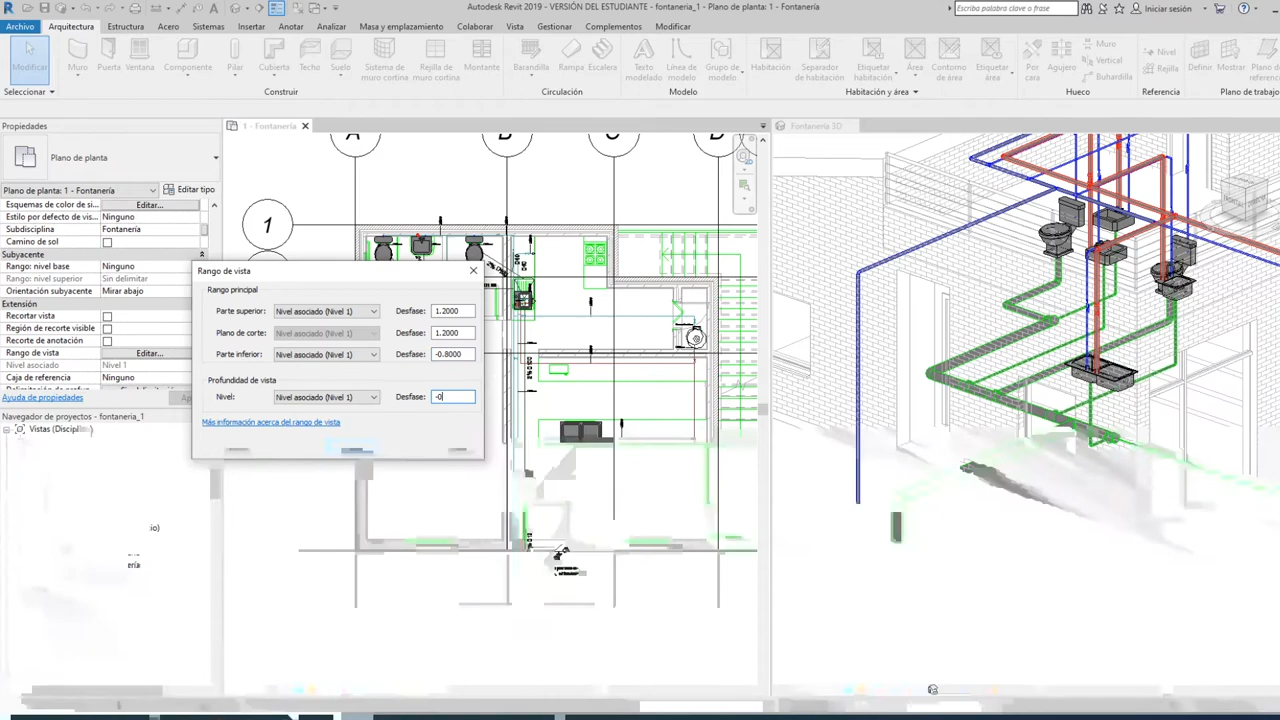 Autodesk Revit 2019 - VERSIÓN DEL ESTUDIANTE - fontaneria_1 - Plano de planta: 1 - Fontanería
Escriba palabra clave o frase
Iniciar sesión
Archivo Arquitectura Estructura Acero Sistemas Insertar Anotar Analizar Masa y emplazamiento Colaborar Vista Gestionar Complementos Modificar
Modificar Muro Puerta Ventana Componente Pilar Cubierta Techo Suelo Sistema de muro cortina Rejilla de muro cortina Montante Barandilla Rampa Escalera Texto modelado Línea de modelo Grupo de modelo Habitación Separador de habitación Etiquetar habitación Área Contorno de área Etiquetar área Por cara Agujero Muro Vertical Buhardilla Nivel Rejilla Definir Mostrar
Seleccionar Construir Circulación Modelo Habitación y área Hueco Referencia Plano de trabajo
Propiedades
1 - Fontanería
Fontanería 3D
Plano de planta
A B C D
Plano de planta: 1 - Fontanería Editar tipo
Esquemas de color de si... Editar...
Estilo por defecto de vis... Ninguno
Subdisciplina Fontanería
1
Camino de sol
Subyacente
Rango: nivel base Ninguno
Rango: nivel superior Sin delimitar
Orientación subyacente Mirar abajo
Extensión
Recortar vista
Región de recorte visible
Recorte de anotación
Rango de vista Editar...
Nivel asociado Nivel 1
Caja de referencia Ninguno
Ayuda de propiedades
Rango de vista
Rango principal
Parte superior: Nivel asociado (Nivel 1) Desfase: 1.2000
Plano de corte: Nivel asociado (Nivel 1) Desfase: 1.2000
Parte inferior: Nivel asociado (Nivel 1) Desfase: -0.8000
Profundidad de vista
Nivel: Nivel asociado (Nivel 1) Desfase: -0
Más información acerca del rango de vista
Navegador de proyectos - fontaneria_1